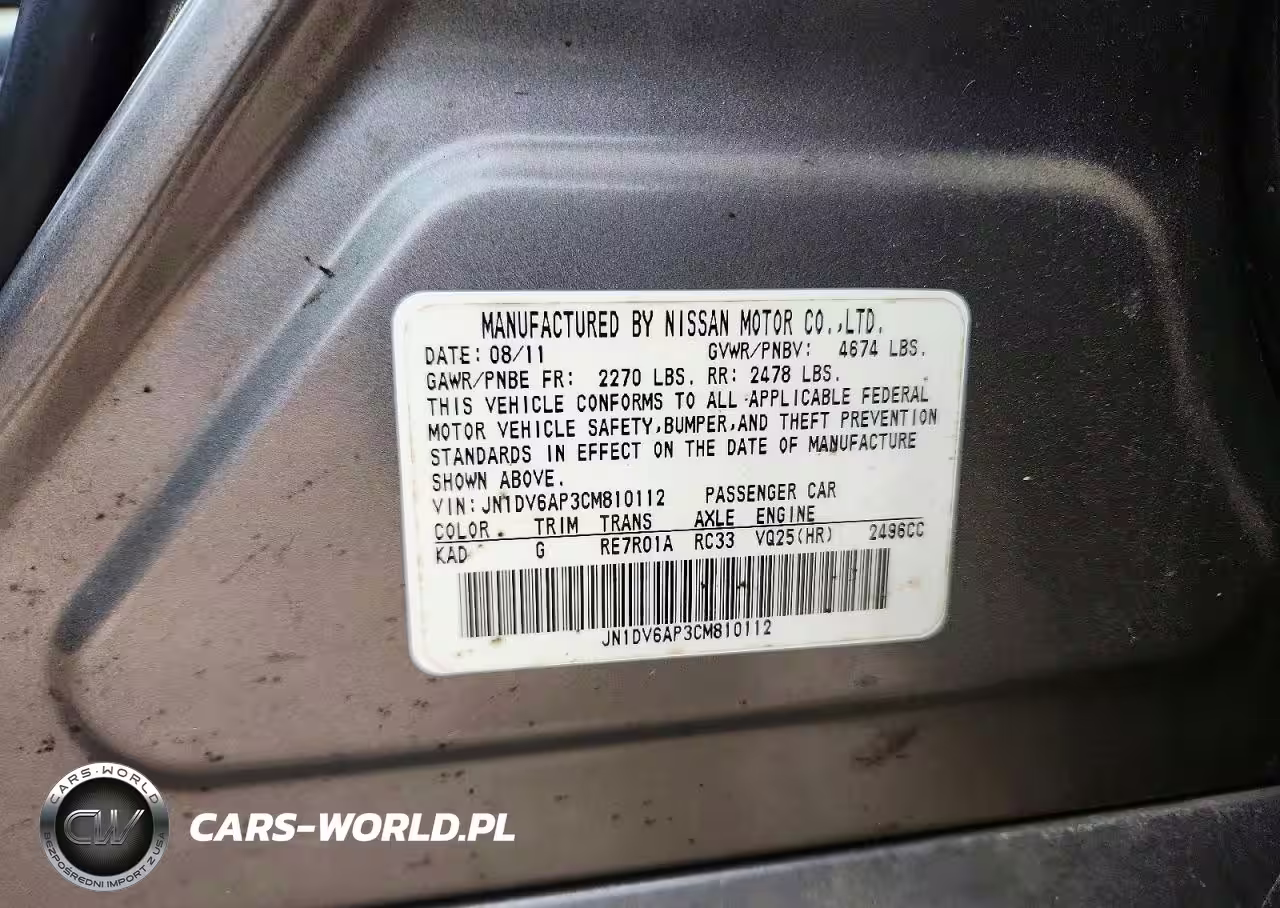 MANUFACTURED BY NISSAN MOTOR CO.,LTD.
DATE: 08/11 GVWR/PNBV: 4674 LBS.
GAWR/PNBE FR: 2270 LBS. RR: 2478 LBS.
THIS VEHICLE CONFORMS TO ALL APPLICABLE FEDERAL
MOTOR VEHICLE SAFETY,BUMPER,AND THEFT PREVENTION
STANDARDS IN EFFECT ON THE DATE OF MANUFACTURE
SHOWN ABOVE.
VIN: JN1DV6AP3CM810112 PASSENGER CAR
COLOR TRIM TRANS AXLE ENGINE
KAD G RE7R01A RC33 VQ25(HR) 2496CC
JN1DV6AP3CM810112
CARS-WORLD
CW
BEZPOŚREDNI IMPORT Z USA
CARS-WORLD.PL